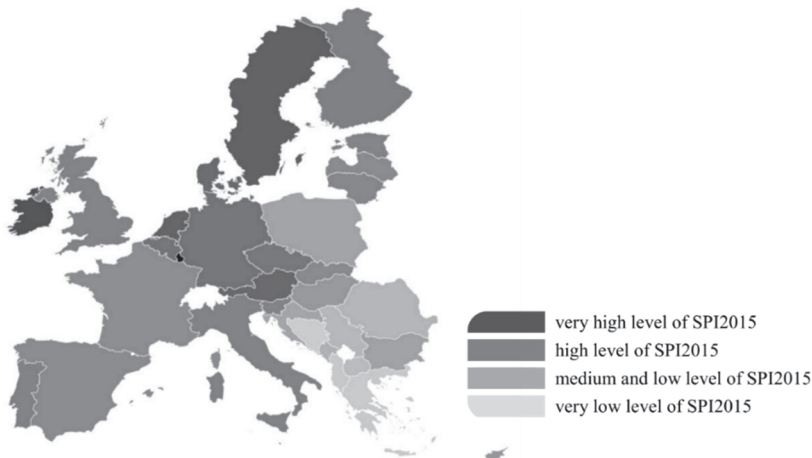 very high level of SPI2015
high level of SPI2015
medium and low level of SPI2015
very low level of SPI2015